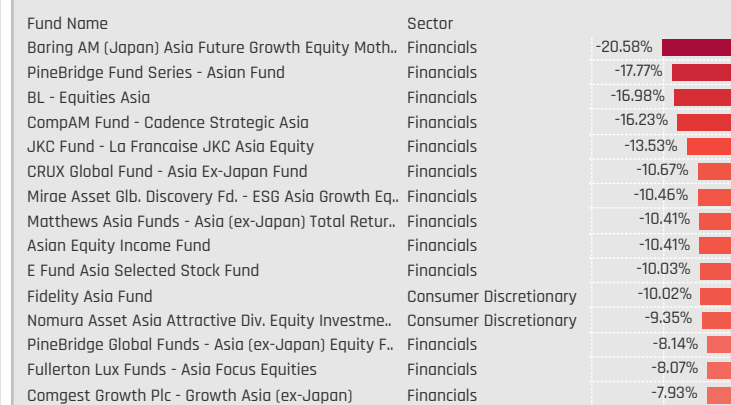 Fund Name Sector
Baring AM (Japan) Asia Future Growth Equity Moth.. Financials -20.58%
PineBridge Fund Series - Asian Fund Financials -17.77%
BL - Equities Asia Financials -16.98%
CompAM Fund - Cadence Strategic Asia Financials -16.23%
JKC Fund - La Francaise JKC Asia Equity Financials -13.53%
CRUX Global Fund - Asia Ex-Japan Fund Financials -10.67%
Mirae Asset Glb. Discovery Fd. - ESG Asia Growth Eq.. Financials -10.46%
Matthews Asia Funds - Asia (ex-Japan) Total Retur.. Financials -10.41%
Asian Equity Income Fund Financials -10.41%
E Fund Asia Selected Stock Fund Financials -10.03%
Fidelity Asia Fund Consumer Discretionary -10.02%
Nomura Asset Asia Attractive Div. Equity Investme.. Consumer Discretionary -9.35%
PineBridge Global Funds - Asia (ex-Japan) Equity F.. Financials -8.14%
Fullerton Lux Funds - Asia Focus Equities Financials -8.07%
Comgest Growth Plc - Growth Asia (ex-Japan) Financials -7.93%